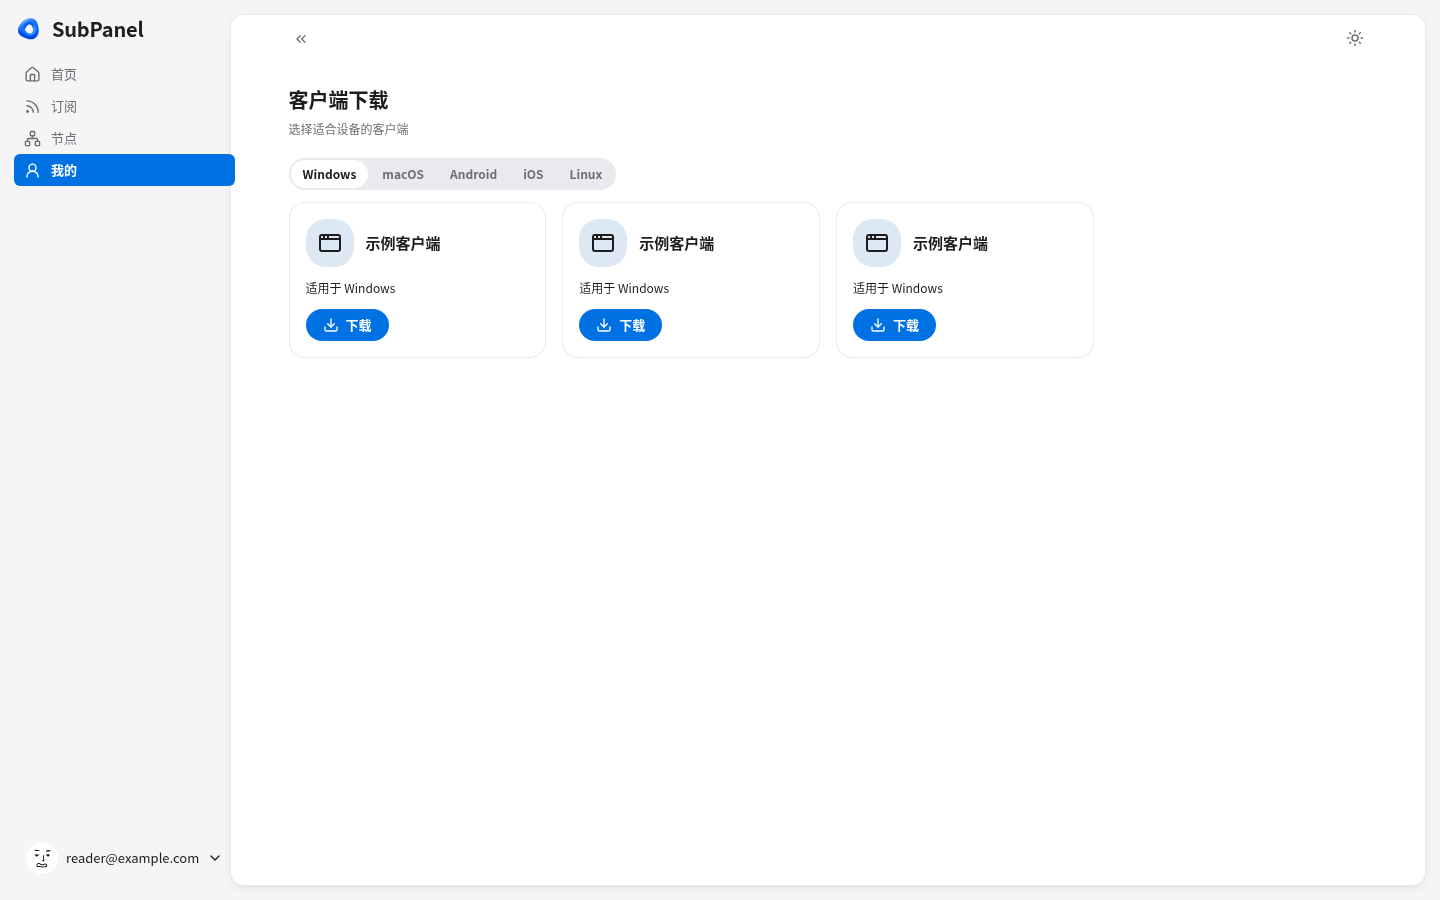 SubPanel
首页
订阅
节点
我的
客户端下载
选择适合设备的客户端
Windows macOS Android iOS Linux
示例客户端
适用于 Windows
下载
示例客户端
适用于 Windows
下载
示例客户端
适用于 Windows
下载
reader@example.com